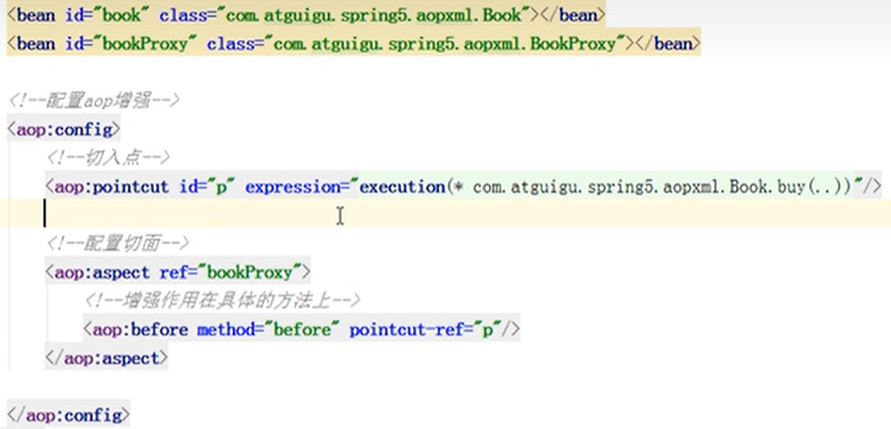 <bean id="book" class="com.atguigu.spring5.aopxml.Book"></bean>
<bean id="bookProxy" class="com.atguigu.spring5.aopxml.BookProxy"></bean>
<!--配置aop增强-->
<aop:config>
<!--切入点-->
<aop:pointcut id="p" expression="execution(* com.atguigu.spring5.aopxml.Book.buy(..))"/>
<!--配置切面-->
<aop:aspect ref="bookProxy">
<!--增强作用在具体的方法上-->
<aop:before method="before" pointcut-ref="p"/>
</aop:aspect>
</aop:config>